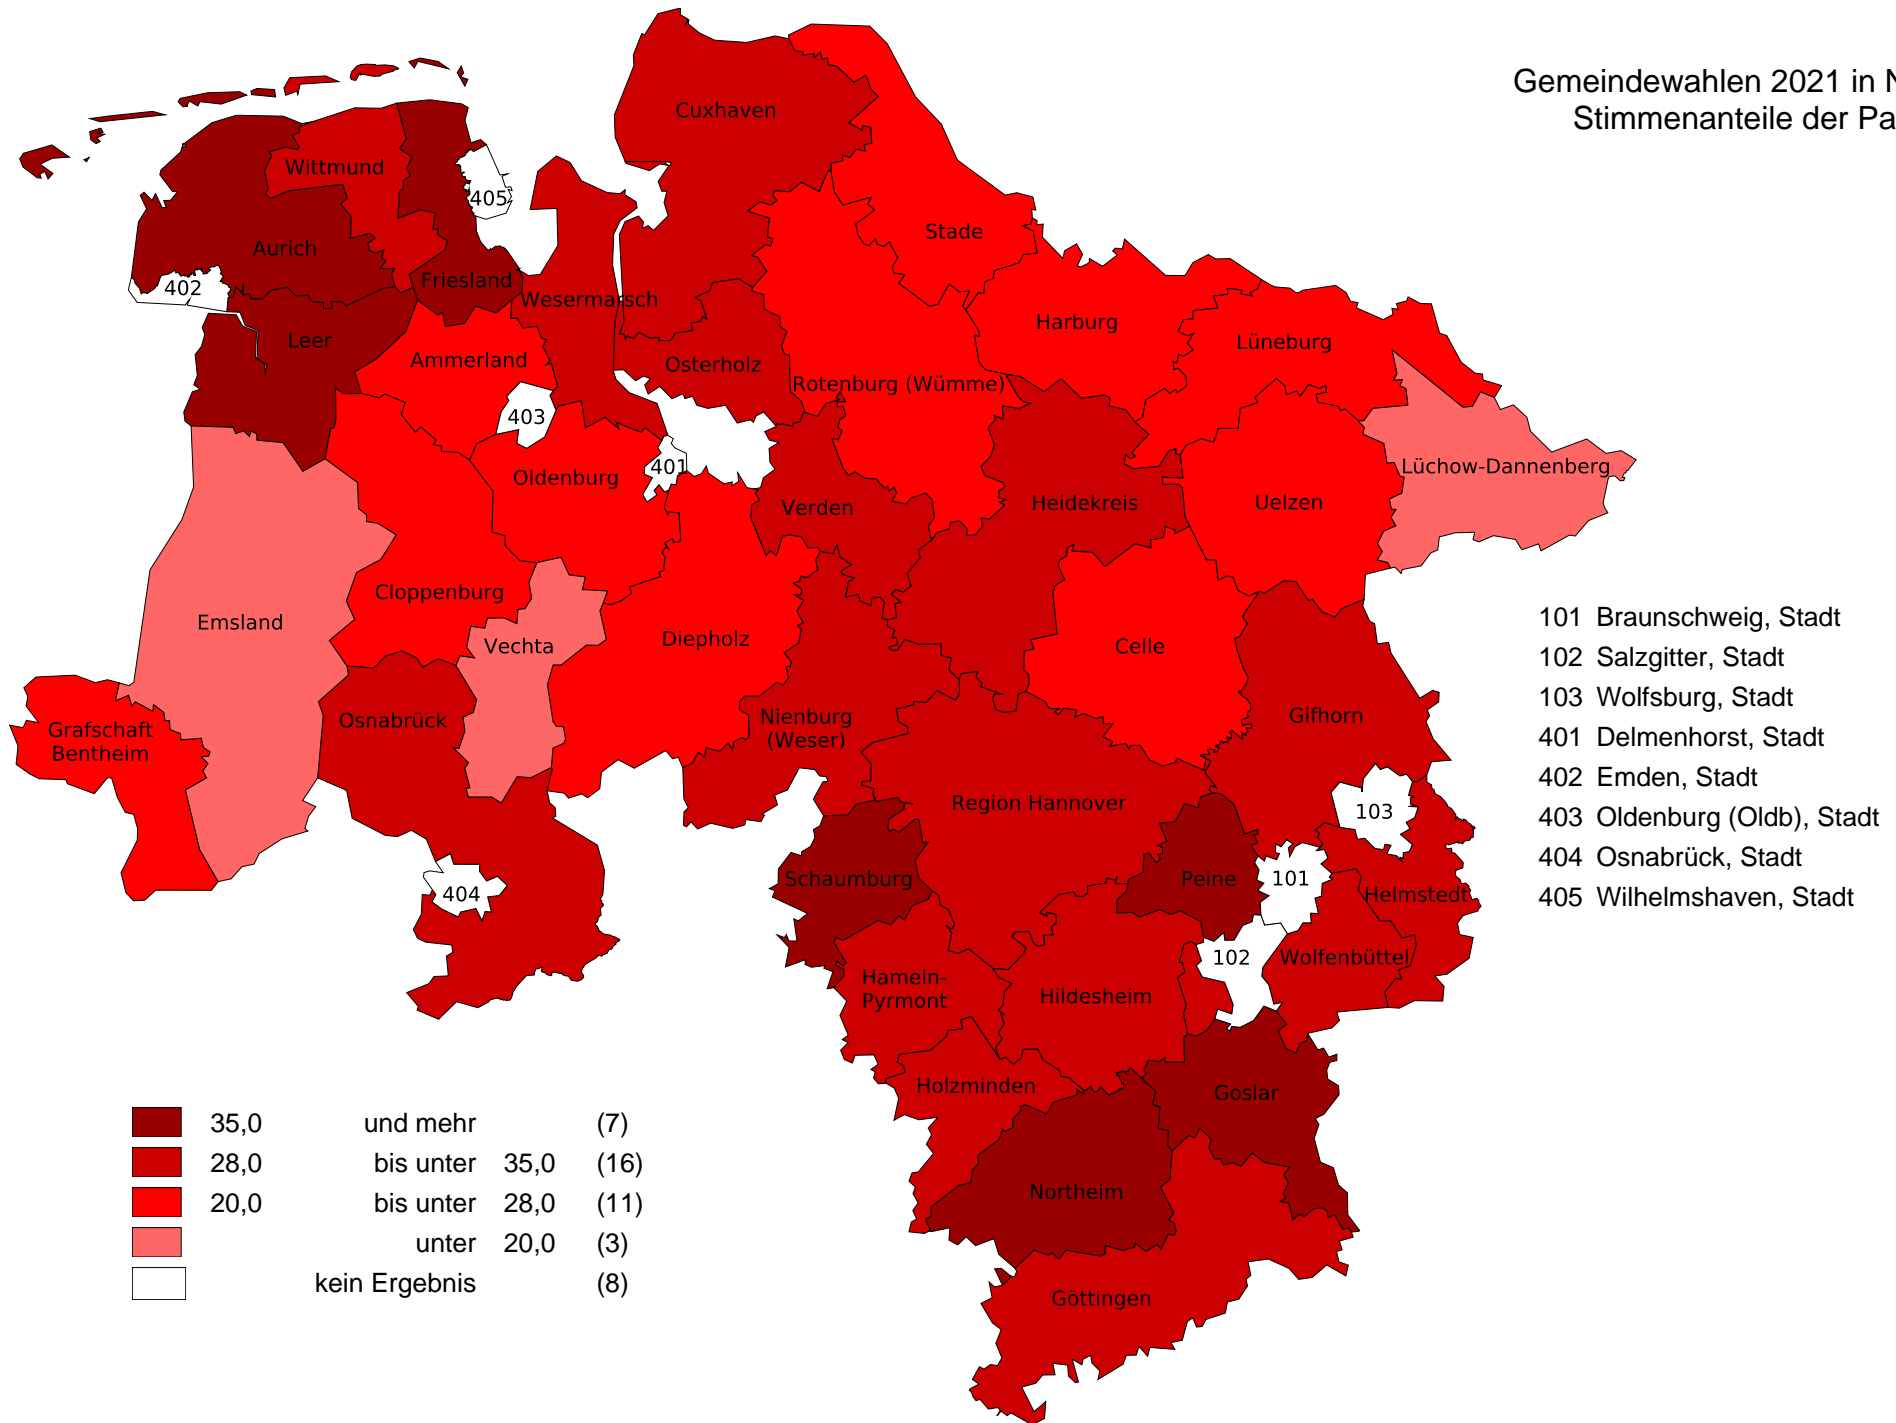 Gemeindewahlen 2021 in N
Stimmenanteile der Pa
Cuxhaven
Wittmund
405
Stade
Aurich
Friesland
402
Wesermarsch
Harburg
Leer
Lüneburg
Ammerland
Osterholz
Rotenburg (Wümme)
403
401
Lüchow-Dannenberg
Oldenburg
Verden
Heidekreis
Uelzen
Cloppenburg
Emsland
Diepholz
Vechta
Celle
Grafschaft
Bentheim
Osnabrück
Nienburg
(Weser)
Gifhorn
Region Hannover
103
Schaumburg
Peine
101
404
Helmstedt
102
Wolfenbüttel
Hameln-
Pyrmont
Hildesheim
Holzminden
Goslar
Northeim
Göttingen
101 Braunschweig, Stadt
102 Salzgitter, Stadt
103 Wolfsburg, Stadt
401 Delmenhorst, Stadt
402 Emden, Stadt
403 Oldenburg (Oldb), Stadt
404 Osnabrück, Stadt
405 Wilhelmshaven, Stadt
35,0 und mehr (7)
28,0 bis unter 35,0 (16)
20,0 bis unter 28,0 (11)
unter 20,0 (3)
kein Ergebnis (8)